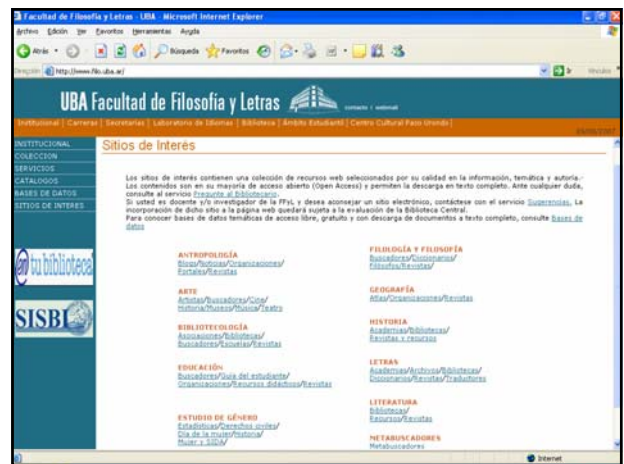 Facultad de Filosofía y Letras - UBA - Microsoft Internet Explorer
Archivo Edición Ver Favoritos Herramientas Ayuda
Atrás Búsqueda Favoritos
Dirección http://www.filo.uba.ar/ Ir Vínculos
UBA Facultad de Filosofía y Letras
contacto | webmail
Institucional | Carreras | Secretarías | Laboratorio de Idiomas | Biblioteca | Ámbito Estudiantil | Centro Cultural Paco Urondo |
INSTITUCIONAL
COLECCION
SERVICIOS
CATALOGOS
BASES DE DATOS
SITIOS DE INTERES
tu biblioteca
SISBI
Sitios de Interés
Los sitios de interés contienen una colección de recursos web seleccionados por su calidad en la información, temática y autoría.
Los contenidos son en su mayoría de acceso abierto (Open Access) y permiten la descarga en texto completo. Ante cualquier duda,
consulte al servicio Pregunte al Bibliotecario.
Si usted es docente y/o investigador de la FFyL y desea aconsejar un sitio electrónico, contáctese con el servicio Sugerencias. La
incorporación de dicho sitio a la página web quedará sujeta a la evaluación de la Biblioteca Central.
Para conocer bases de datos temáticas de acceso libre, gratuito y con descarga de documentos a texto completo, consulte Bases de
datos
ANTROPOLOGÍA
Blogs/Noticias/Organizaciones/
Portales/Revistas
ARTE
Artistas/Buscadores/Cine/
Historia/Museos/Música/Teatro
BIBLIOTECOLOGÍA
Asociaciones/Bibliotecas/
Buscadores/Escuelas/Revistas
EDUCACIÓN
Buscadores/Guía del estudiante/
Organizaciones/Recursos didácticos/Revistas
ESTUDIO DE GÉNERO
Estadísticas/Derechos civiles/
Día de la mujer/Historia/
Mujer y SIDA/
FILOLOGÍA Y FILOSOFÍA
Buscadores/Diccionarios/
Filósofos/Revistas/
GEOGRAFÍA
Atlas/Organizaciones/Revistas
HISTORIA
Academias/Bibliotecas/
Revistas y recursos
LETRAS
Academias/Archivos/Bibliotecas/
Diccionarios/Revistas/Traductores
LITERATURA
Bibliotecas/
Recursos/Revistas
METABUSCADORES
Metabuscadores
Internet